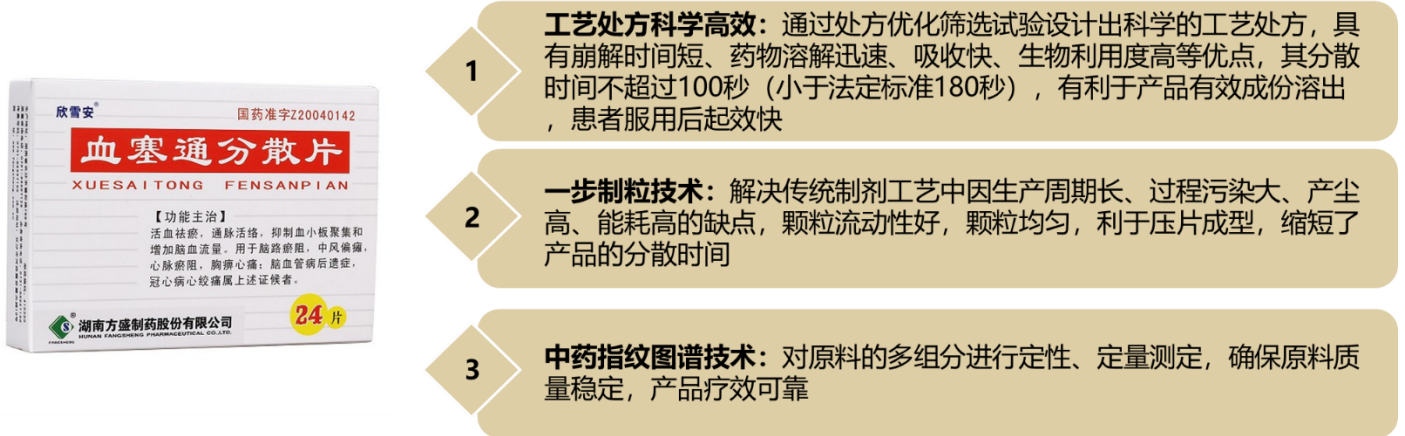 欣雪安®
国药准字Z20040142
血塞通分散片
XUESAITONG FENSANPIAN
【功能主治】
活血祛瘀，通脉活络，抑制血小板聚集和
增加脑血流量。用于脑路瘀阻，中风偏瘫，
心脉瘀阻，胸痹心痛；脑血管病后遗症，
冠心病心绞痛属上述证候者。
24片
湖南方盛制药股份有限公司
HUNAN FANGSHENG PHARMACEUTICAL CO.,LTD.
FANGSHENG
1
工艺处方科学高效：通过处方优化筛选试验设计出科学的工艺处方，具
有崩解时间短、药物溶解迅速、吸收快、生物利用度高等优点，其分散
时间不超过100秒（小于法定标准180秒），有利于产品有效成份溶出
，患者服用后起效快
2
一步制粒技术：解决传统制剂工艺中因生产周期长、过程污染大、产尘
高、能耗高的缺点，颗粒流动性好，颗粒均匀，利于压片成型，缩短了
产品的分散时间
3
中药指纹图谱技术：对原料的多组分进行定性、定量测定，确保原料质
量稳定，产品疗效可靠